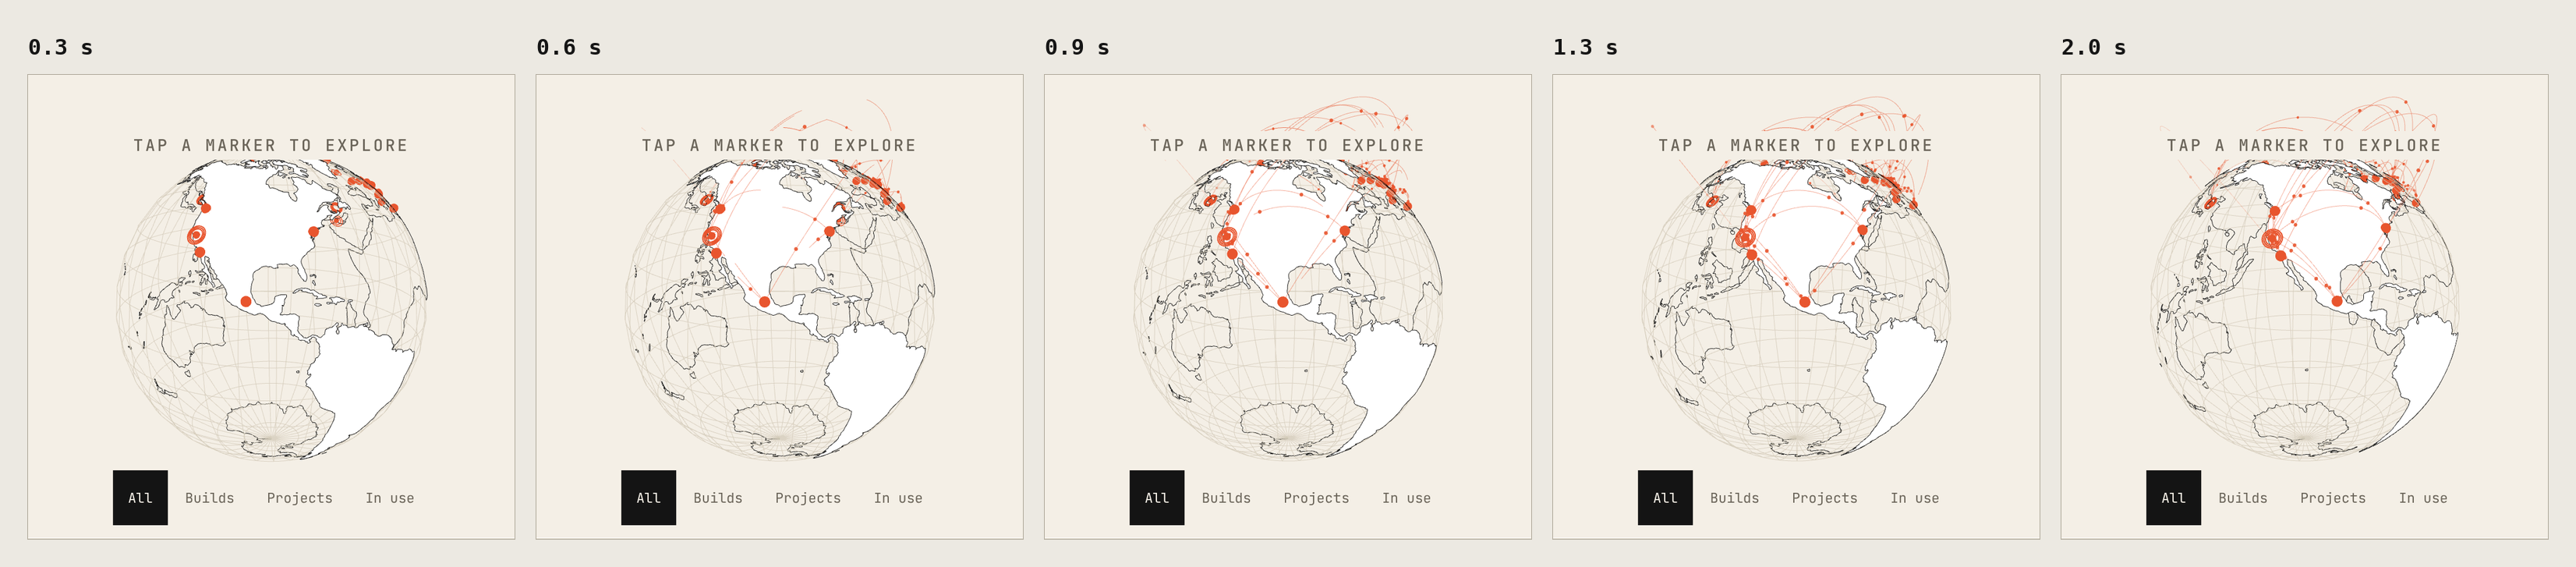 0.3 s
TAP A MARKER TO EXPLORE
All Builds Projects In use
0.6 s
TAP A MARKER TO EXPLORE
All Builds Projects In use
0.9 s
TAP A MARKER TO EXPLORE
All Builds Projects In use
1.3 s
TAP A MARKER TO EXPLORE
All Builds Projects In use
2.0 s
TAP A MARKER TO EXPLORE
All Builds Projects In use